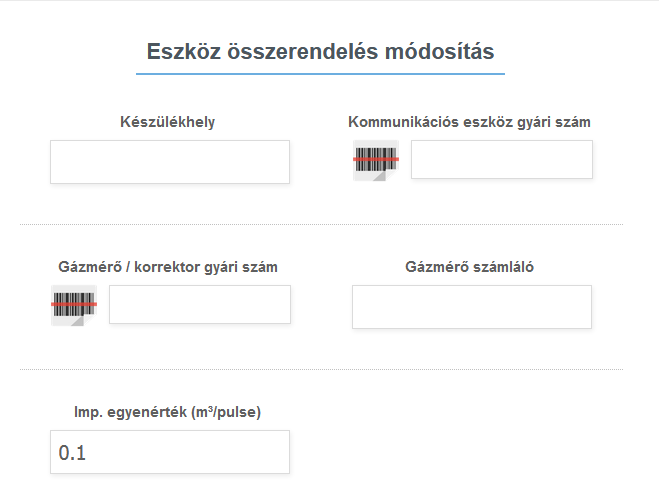 Eszköz összerendelés módosítás
Készülékhely
Kommunikációs eszköz gyári szám
Gázmérő / korrektor gyári szám
Gázmérő számláló
Imp. egyenérték (m³/pulse)
0.1